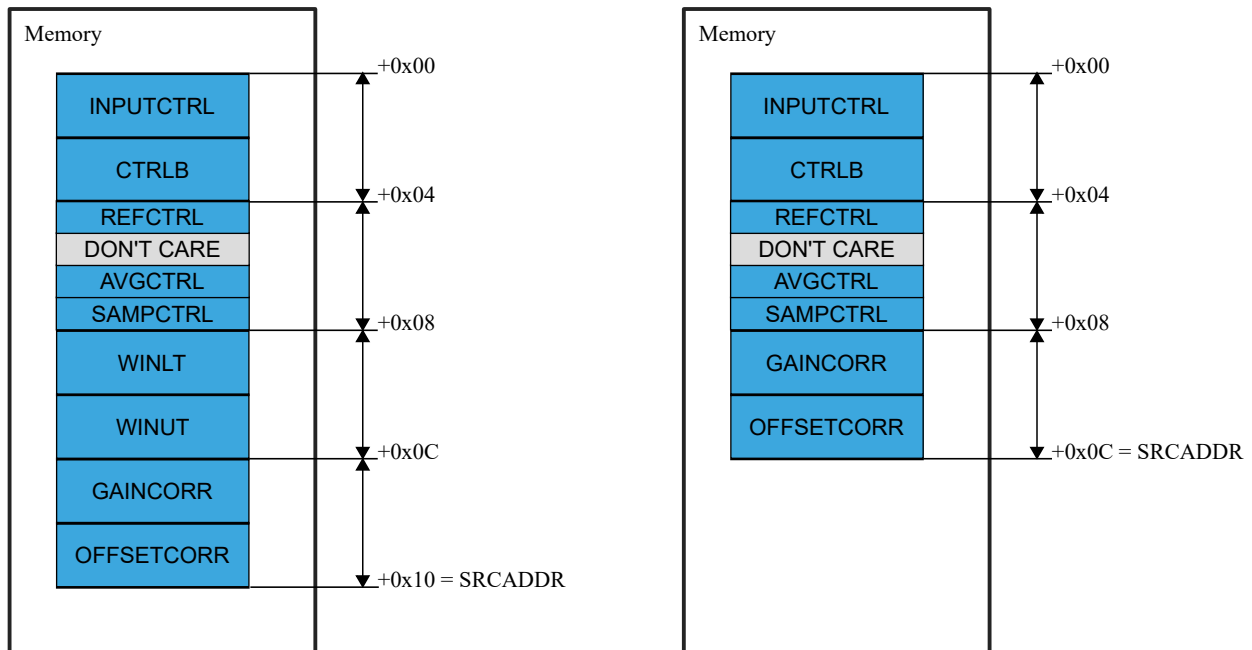 Memory
+0x00
INPUTCTRL
CTRLB
+0x04
REFCTRL
DON'T CARE
AVGCTRL
SAMPCTRL
+0x08
WINLT
WINUT
+0x0C
GAINCORR
OFFSETCORR
+0x10 = SRCADDR
Memory
+0x00
INPUTCTRL
CTRLB
+0x04
REFCTRL
DON'T CARE
AVGCTRL
SAMPCTRL
+0x08
GAINCORR
OFFSETCORR
+0x0C = SRCADDR